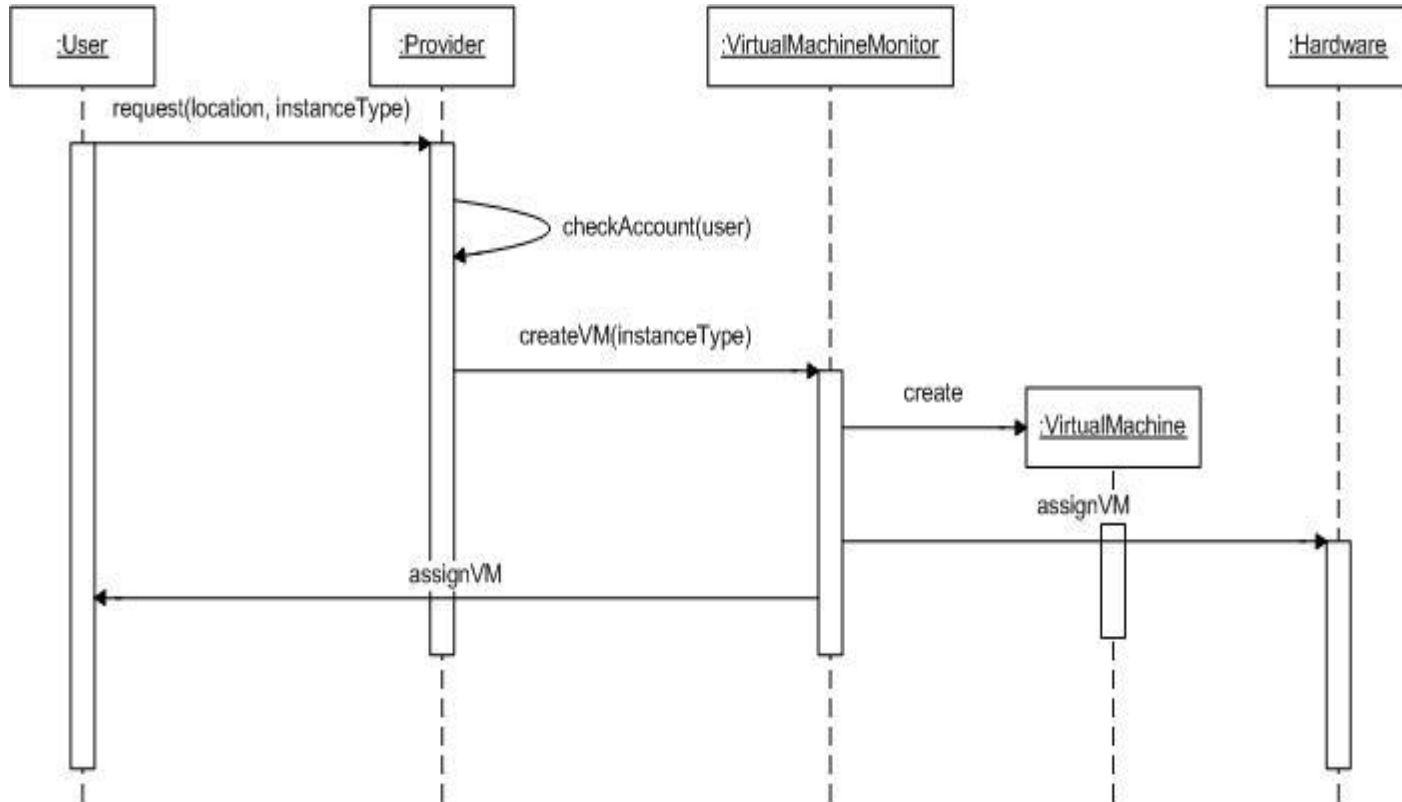 :User
:Provider
:VirtualMachineMonitor
:Hardware
request(location, instanceType)
checkAccount(user)
createVM(instanceType)
create
:VirtualMachine
assignVM
assignVM